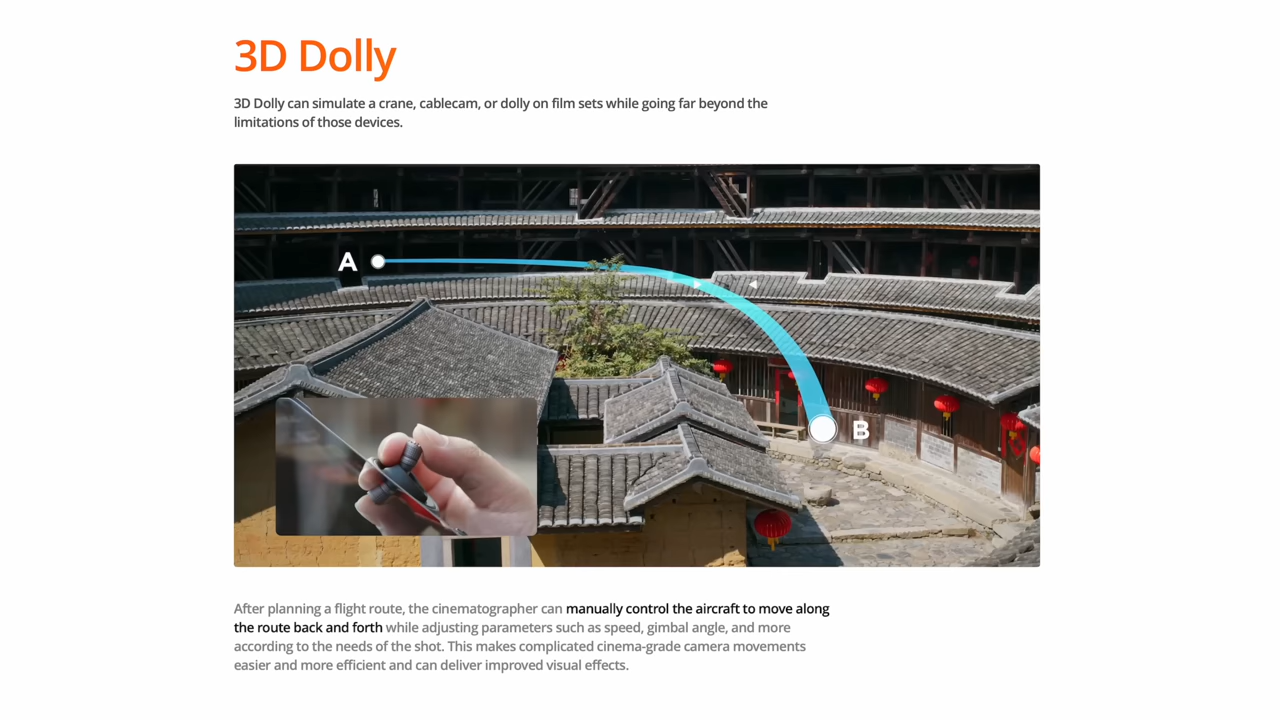 3D Dolly
3D Dolly can simulate a crane, cablecam, or dolly on film sets while going far beyond the
limitations of those devices.
A
B
After planning a flight route, the cinematographer can manually control the aircraft to move along
the route back and forth while adjusting parameters such as speed, gimbal angle, and more
according to the needs of the shot. This makes complicated cinema-grade camera movements
easier and more efficient and can deliver improved visual effects.